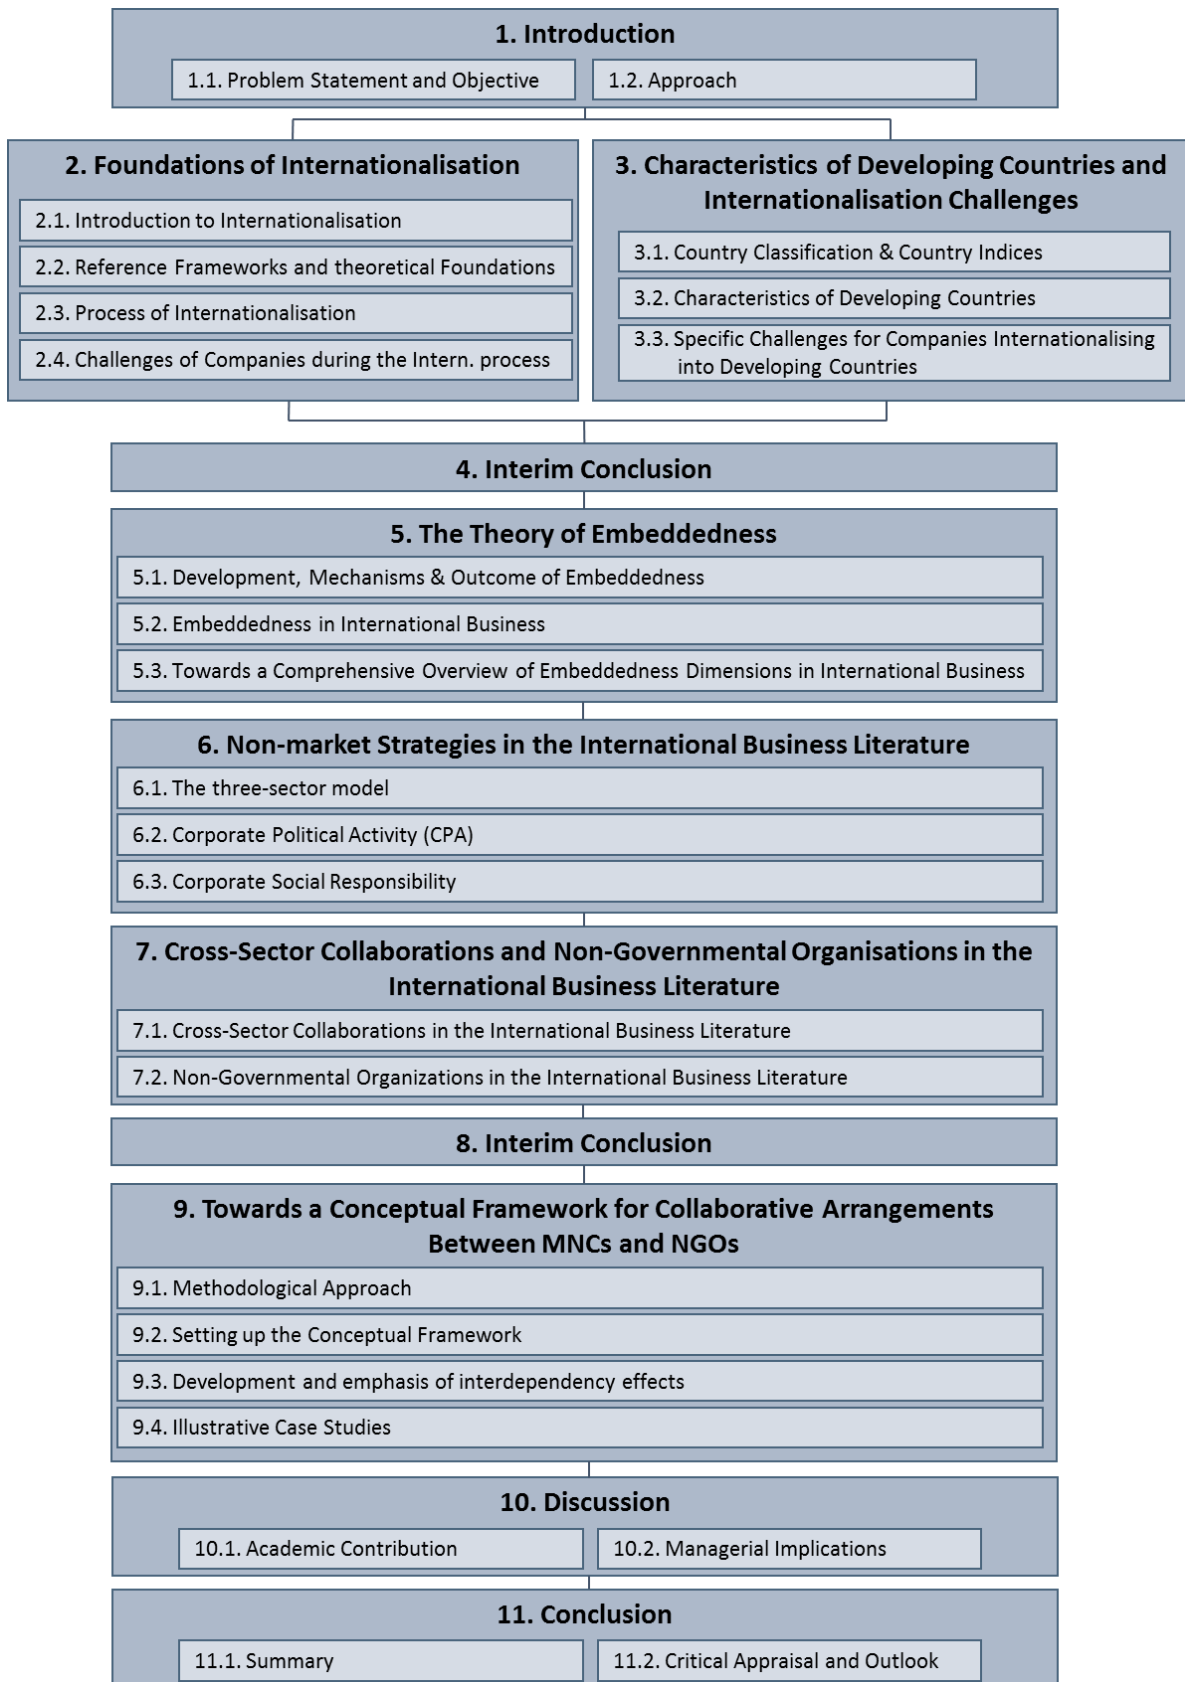 1. Introduction
1.1. Problem Statement and Objective
1.2. Approach
2. Foundations of Internationalisation
2.1. Introduction to Internationalisation
2.2. Reference Frameworks and theoretical Foundations
2.3. Process of Internationalisation
2.4. Challenges of Companies during the Intern. process
3. Characteristics of Developing Countries and
Internationalisation Challenges
3.1. Country Classification & Country Indices
3.2. Characteristics of Developing Countries
3.3. Specific Challenges for Companies Internationalising
into Developing Countries
4. Interim Conclusion
5. The Theory of Embeddedness
5.1. Development, Mechanisms & Outcome of Embeddedness
5.2. Embeddedness in International Business
5.3. Towards a Comprehensive Overview of Embeddedness Dimensions in International Business
6. Non-market Strategies in the International Business Literature
6.1. The three-sector model
6.2. Corporate Political Activity (CPA)
6.3. Corporate Social Responsibility
7. Cross-Sector Collaborations and Non-Governmental Organisations in the
International Business Literature
7.1. Cross-Sector Collaborations in the International Business Literature
7.2. Non-Governmental Organizations in the International Business Literature
8. Interim Conclusion
9. Towards a Conceptual Framework for Collaborative Arrangements
Between MNCs and NGOs
9.1. Methodological Approach
9.2. Setting up the Conceptual Framework
9.3. Development and emphasis of interdependency effects
9.4. Illustrative Case Studies
10. Discussion
10.1. Academic Contribution
10.2. Managerial Implications
11. Conclusion
11.1. Summary
11.2. Critical Appraisal and Outlook